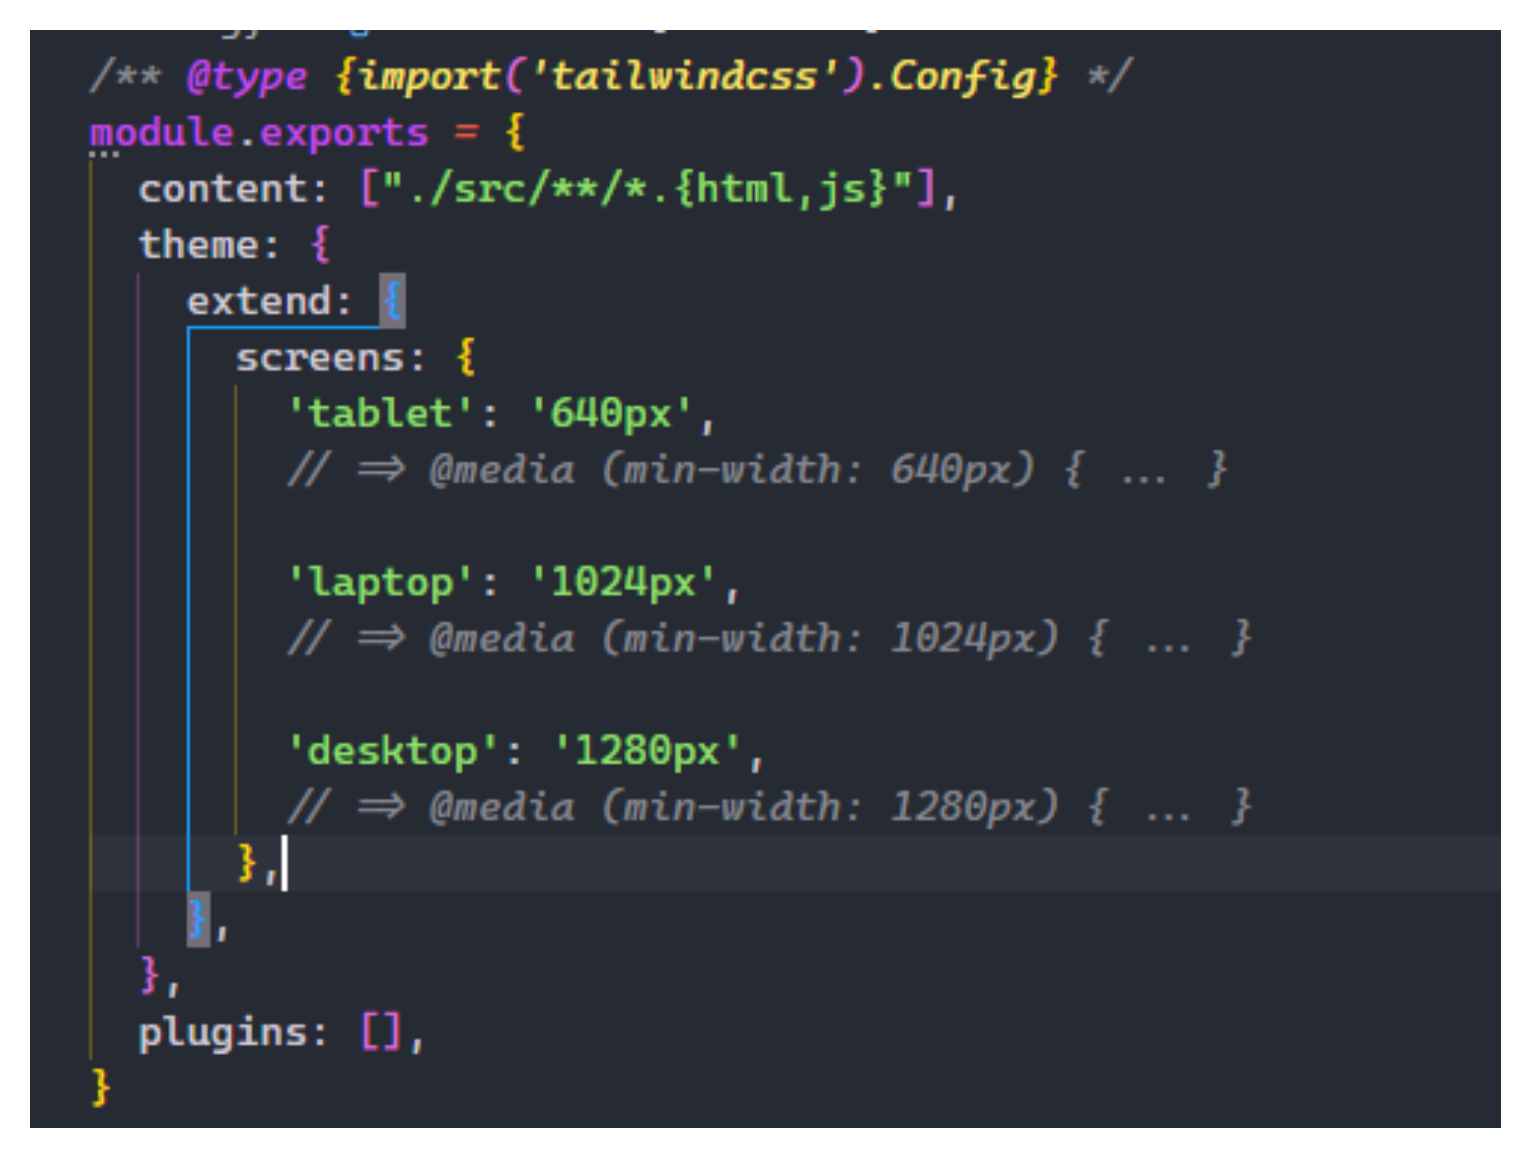 /** @type {import('tailwindcss').Config} */
module.exports = {
content: ["./src/**/*.{html,js}"],
theme: {
extend: {
screens: {
'tablet': '640px',
// => @media (min-width: 640px) { ... }
'laptop': '1024px',
// => @media (min-width: 1024px) { ... }
'desktop': '1280px',
// => @media (min-width: 1280px) { ... }
},
},
},
plugins: [],
}